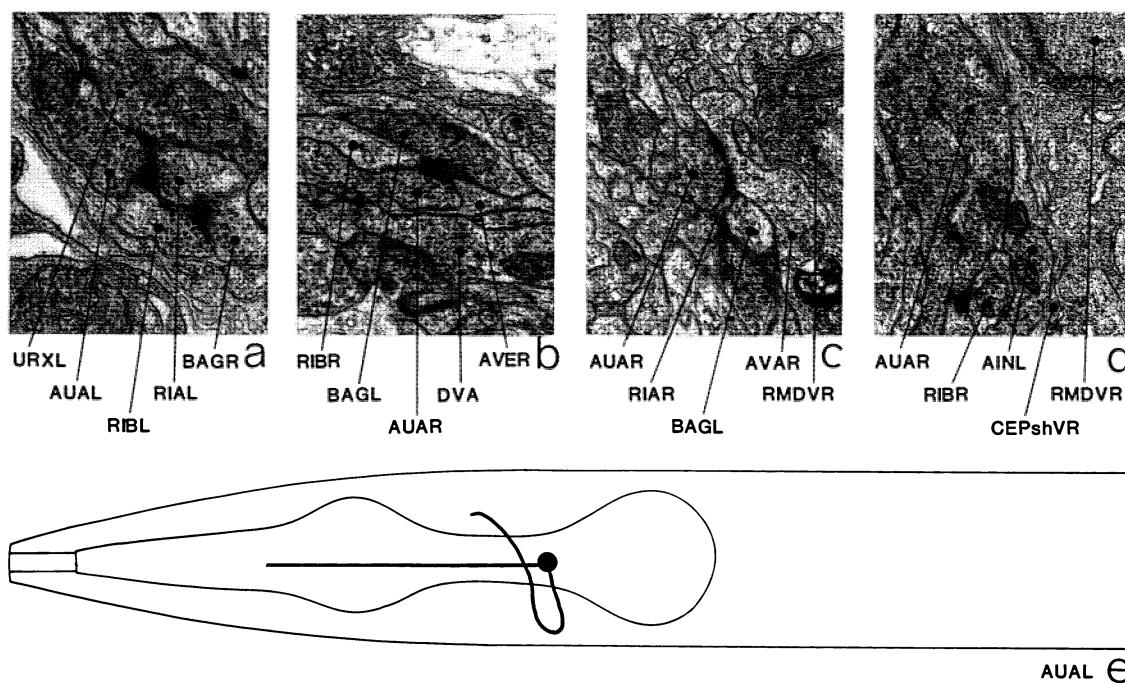 URXL BAGR a
AUAL RIAL
RIBL
RIBR AVER b
BAGL DVA
AUAR
AUAR AVAR c
RIAR RMDVR
BAGL
AUAR AINL d
RIBR RMDVR
CEPshVR
AUAL e